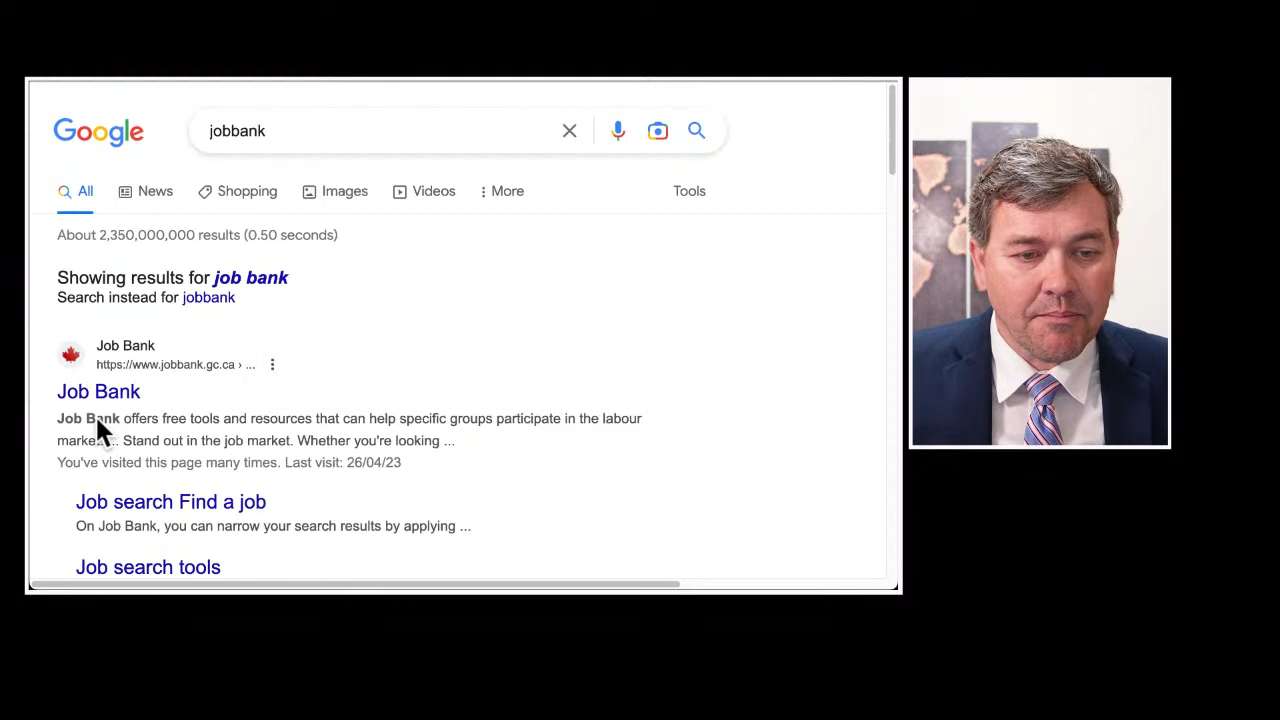 Google
jobbank
All News Shopping Images Videos More Tools
About 2,350,000,000 results (0.50 seconds)
Showing results for job bank
Search instead for jobbank
Job Bank
https://www.jobbank.gc.ca › ...
Job Bank
Job Bank offers free tools and resources that can help specific groups participate in the labour
... Stand out in the job market. Whether you're looking ...
You've visited this page many times. Last visit: 26/04/23
Job search Find a job
On Job Bank, you can narrow your search results by applying ...
Job search tools